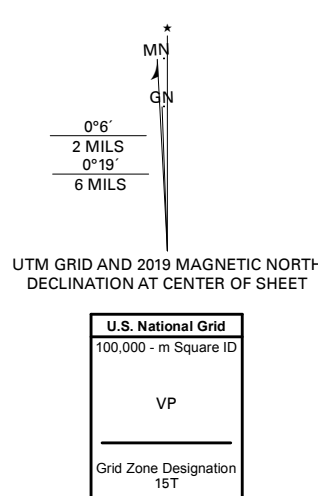 ★
MN
GN
0°6´
2 MILS
0°19´
6 MILS
UTM GRID AND 2019 MAGNETIC NORTH
DECLINATION AT CENTER OF SHEET
U.S. National Grid
100,000 - m Square ID
VP
Grid Zone Designation
15T